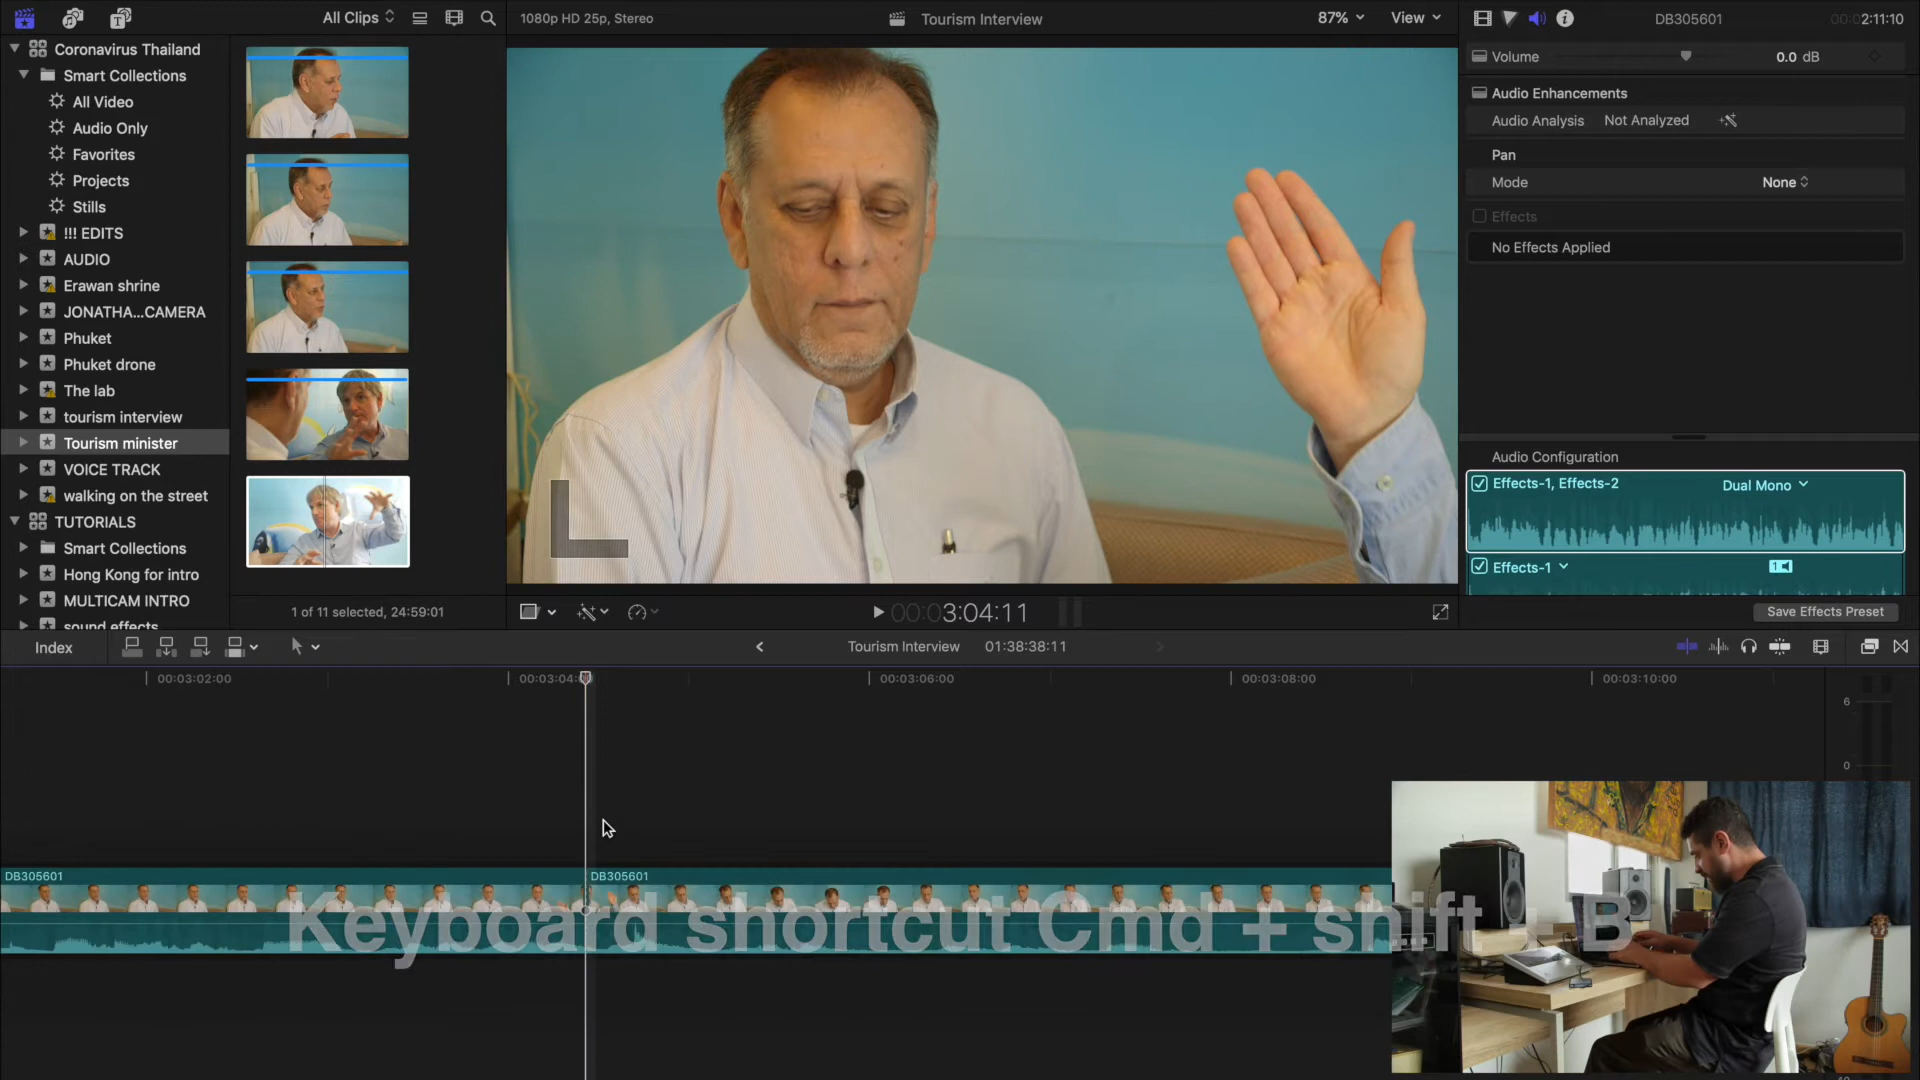 All Clips
1080p HD 25p, Stereo
Tourism Interview
87%
View
DB305601
00:02:11:10
Coronavirus Thailand
Smart Collections
All Video
Audio Only
Favorites
Projects
Stills
!!! EDITS
AUDIO
Erawan shrine
JONATHA...CAMERA
Phuket
Phuket drone
The lab
tourism interview
Tourism minister
VOICE TRACK
walking on the street
TUTORIALS
Smart Collections
Hong Kong for intro
MULTICAM INTRO
sound effects
1 of 11 selected, 24:59:01
00:03:04:11
Volume
0.0 dB
Audio Enhancements
Audio Analysis
Not Analyzed
Pan
Mode
None
Effects
No Effects Applied
Audio Configuration
Effects-1, Effects-2
Dual Mono
Effects-1
1
Save Effects Preset
Index
Tourism Interview
01:38:38:11
00:03:02:00
00:03:04:
00:03:06:00
00:03:08:00
00:03:10:00
6
0
DB305601
DB305601
Keyboard shortcut Cmd + shift + B